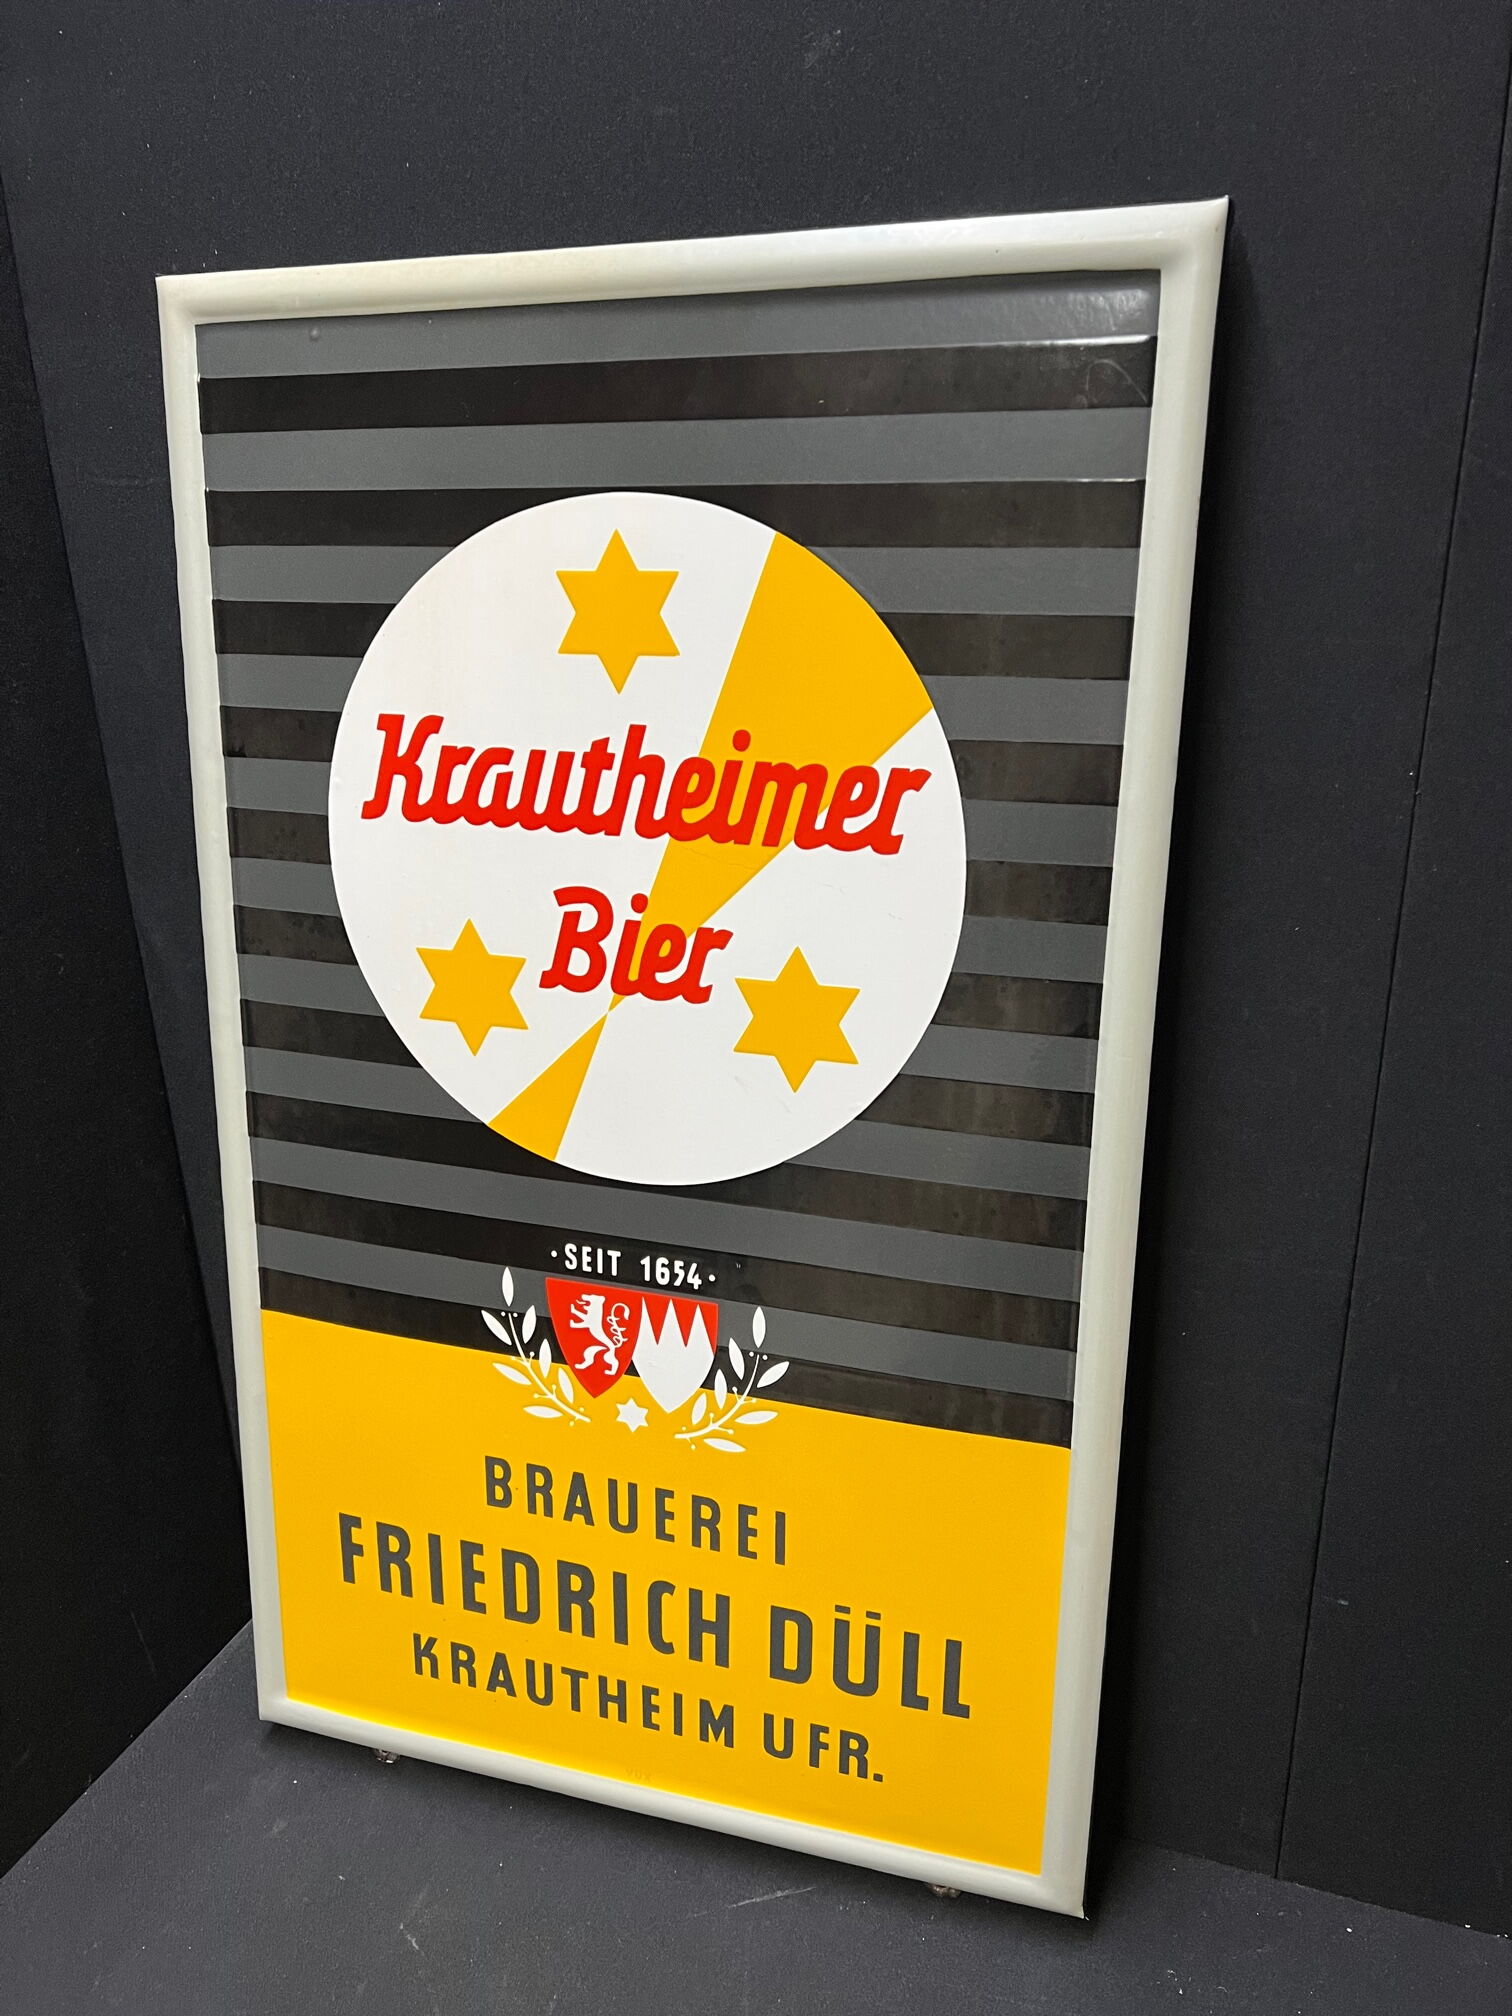 Krautheimer
Bier
·SEIT 1654·
BRAUEREI
FRIEDRICH DÜLL
KRAUTHEIM UFR.